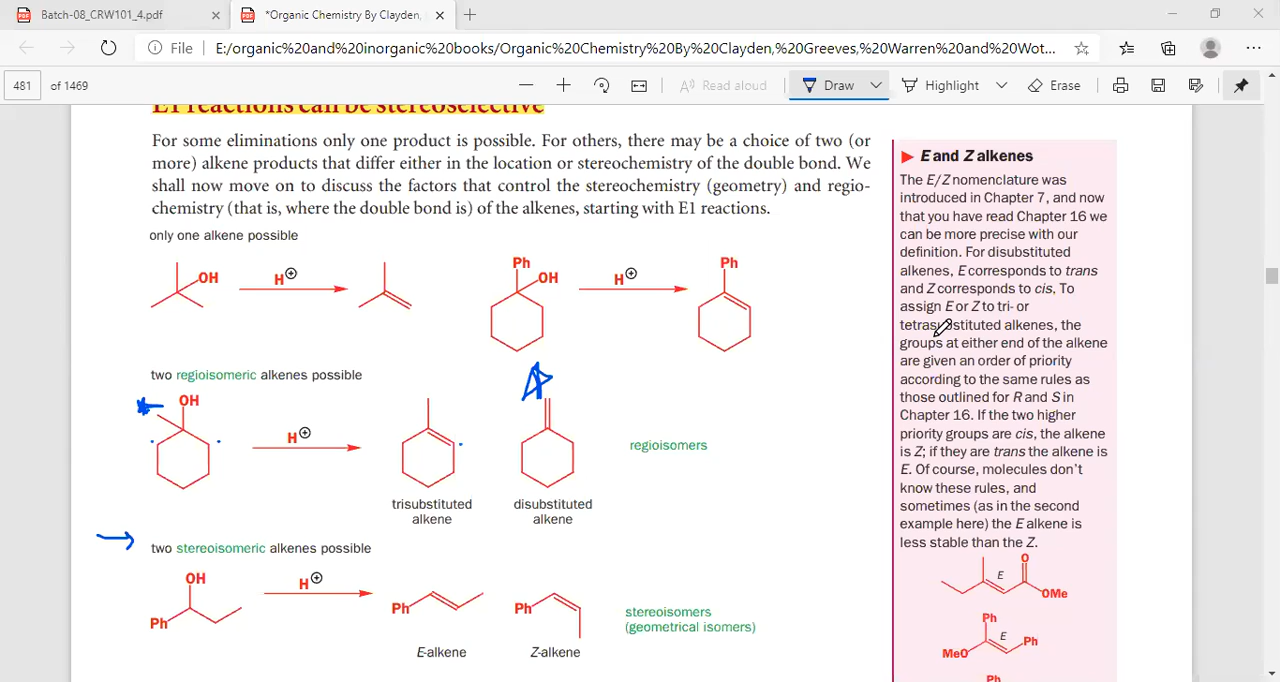 Batch-08_CRW101_4.pdf
*Organic Chemistry By Clayden,
File
E:/organic%20and%20inorganic%20books/Organic%20Chemistry%20By%20Clayden,%20Greeves,%20Warren%20and%20Wot...
481 of 1469
Read aloud
Draw
Highlight
Erase
E1 reactions can be stereoselective
For some eliminations only one product is possible. For others, there may be a choice of two (or
more) alkene products that differ either in the location or stereochemistry of the double bond. We
shall now move on to discuss the factors that control the stereochemistry (geometry) and regio-
chemistry (that is, where the double bond is) of the alkenes, starting with E1 reactions.
only one alkene possible
OH
H⊕
Ph
OH
H⊕
Ph
two regioisomeric alkenes possible
OH
H⊕
regioisomers
trisubstituted
alkene
disubstituted
alkene
two stereoisomeric alkenes possible
OH
Ph
H⊕
Ph
Ph
stereoisomers
(geometrical isomers)
E-alkene
Z-alkene
E and Z alkenes
The E/Z nomenclature was
introduced in Chapter 7, and now
that you have read Chapter 16 we
can be more precise with our
definition. For disubstituted
alkenes, E corresponds to trans
and Z corresponds to cis. To
assign E or Z to tri- or
tetrasubstituted alkenes, the
groups at either end of the alkene
are given an order of priority
according to the same rules as
those outlined for R and S in
Chapter 16. If the two higher
priority groups are cis, the alkene
is Z; if they are trans the alkene is
E. Of course, molecules don't
know these rules, and
sometimes (as in the second
example here) the E alkene is
less stable than the Z.
O
E
OMe
Ph
E
Ph
MeO
Ph